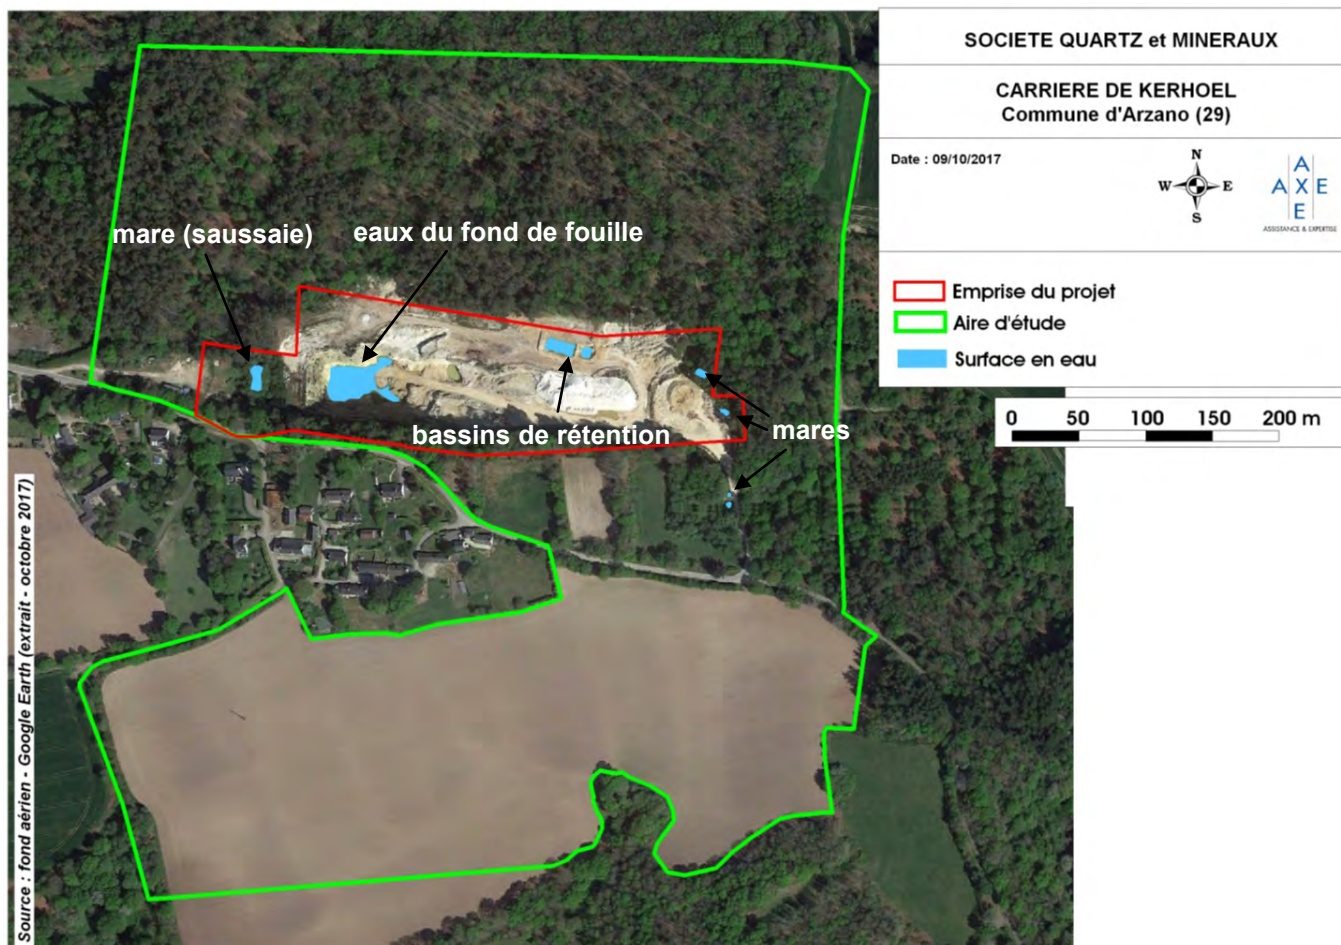 SOCIETE QUARTZ et MINERAUX
CARRIERE DE KERHOEL
Commune d'Arzano (29)
Date : 09/10/2017
N
W E
S
A
A X E
E
ASSISTANCE & EXPERTISE
Emprise du projet
Aire d'étude
Surface en eau
0 50 100 150 200 m
mare (saussaie)
eaux du fond de fouille
bassins de rétention
mares
Source : fond aérien - Google Earth (extrait - octobre 2017)